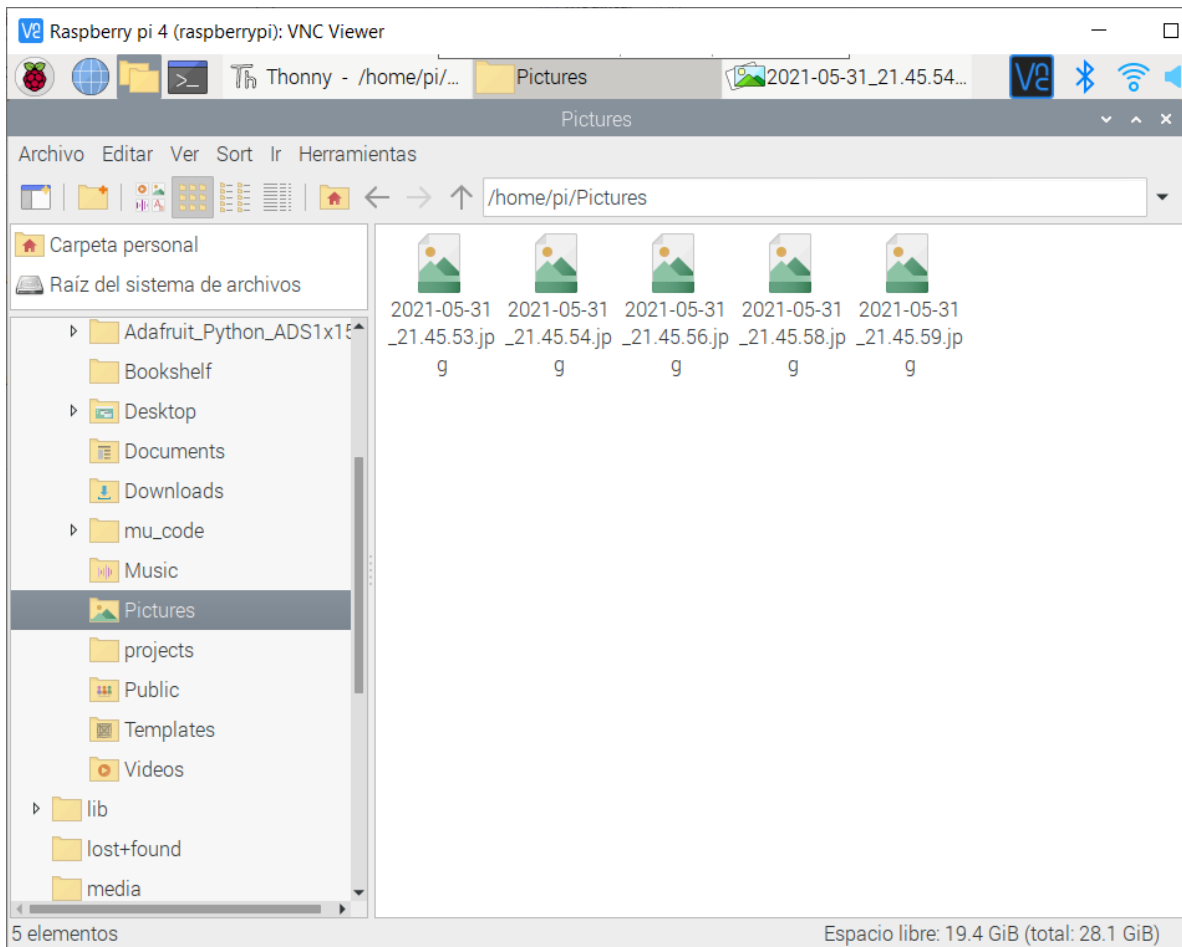 Raspberry pi 4 (raspberrypi): VNC Viewer
Thonny - /home/pi/... Pictures 2021-05-31_21.45.54...
Pictures
Archivo Editar Ver Sort Ir Herramientas
/home/pi/Pictures
Carpeta personal
Raíz del sistema de archivos
Adafruit_Python_ADS1x15
Bookshelf
Desktop
Documents
Downloads
mu_code
Music
Pictures
projects
Public
Templates
Videos
lib
lost+found
media
2021-05-31 2021-05-31 2021-05-31 2021-05-31 2021-05-31
_21.45.53.jp _21.45.54.jp _21.45.56.jp _21.45.58.jp _21.45.59.jp
g g g g g
5 elementos Espacio libre: 19.4 GiB (total: 28.1 GiB)